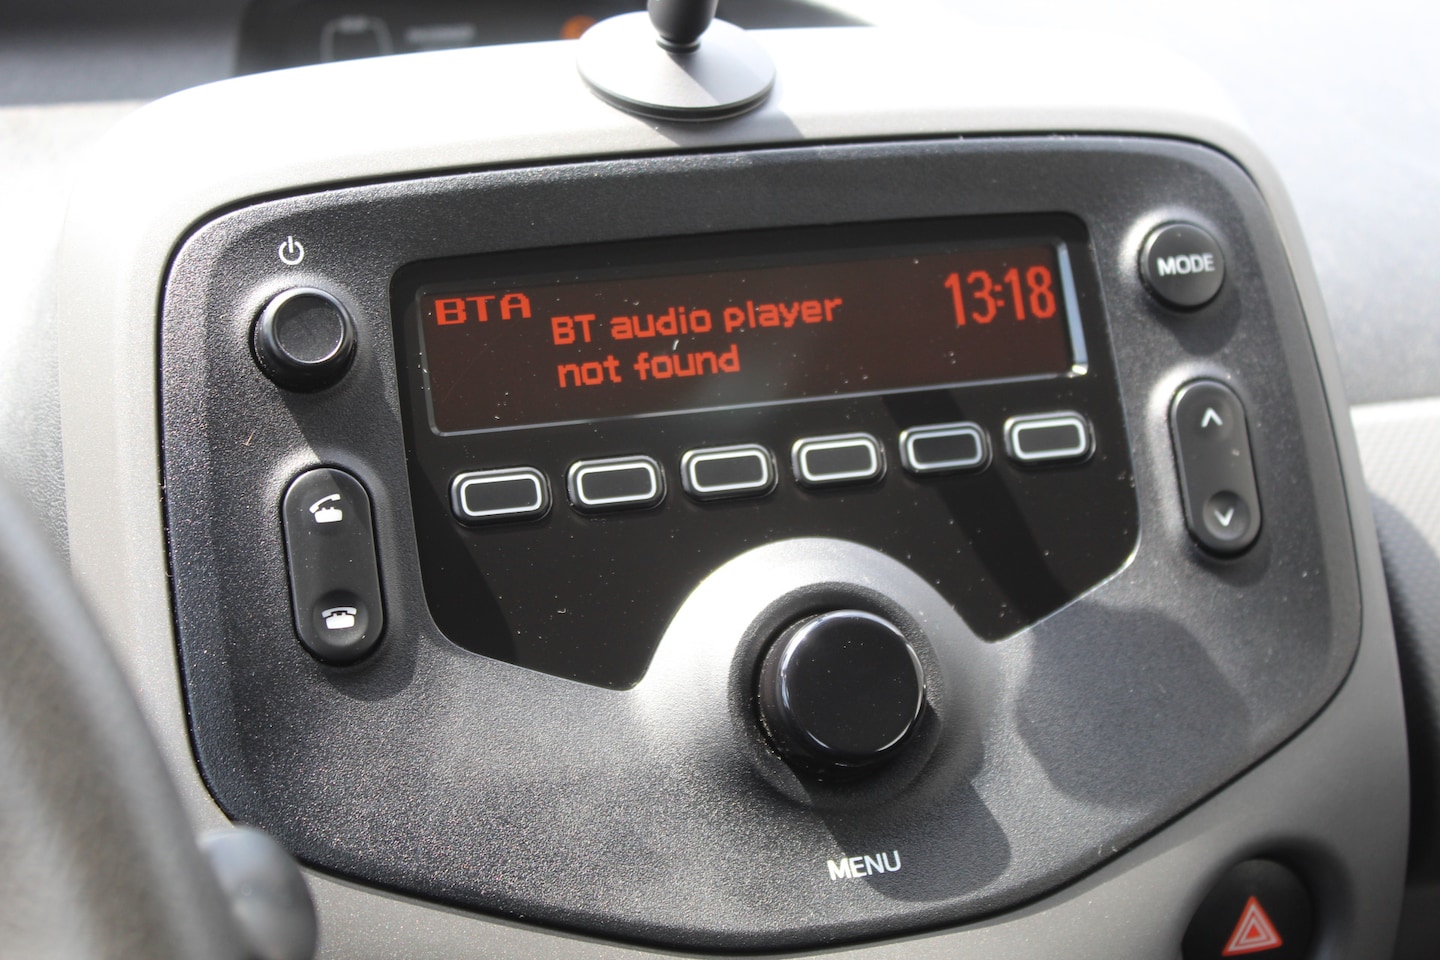 BTA
BT audio player
not found
13:18
MODE
MENU